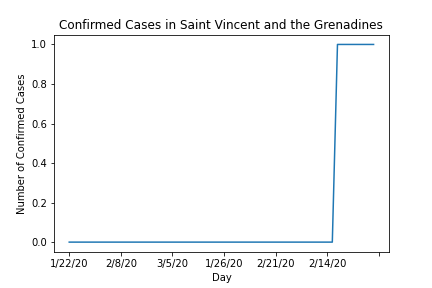 Confirmed Cases in Saint Vincent and the Grenadines
1.0
0.8
0.6
0.4
0.2
0.0
Number of Confirmed Cases
1/22/20 2/8/20 3/5/20 1/26/20 2/21/20 2/14/20
Day